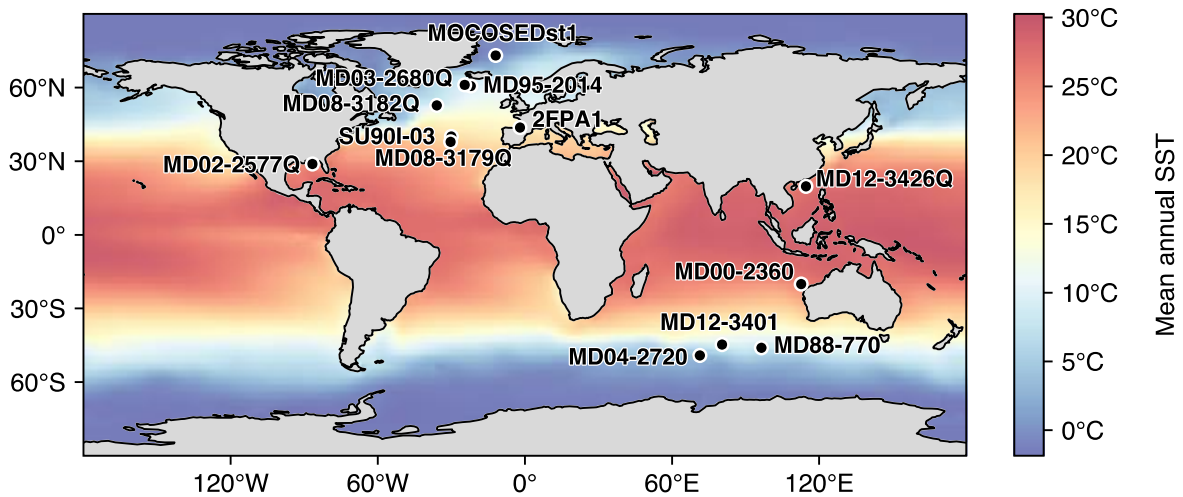 MOCOSEDst1
MD03-2680Q
MD95-2014
MD08-3182Q
2FPA1
SU90I-03
MD08-3179Q
MD02-2577Q
MD12-3426Q
MD00-2360
MD12-3401
MD88-770
MD04-2720
60°N
30°N
0°
30°S
60°S
120°W
60°W
0°
60°E
120°E
30°C
25°C
20°C
15°C
10°C
5°C
0°C
Mean annual SST